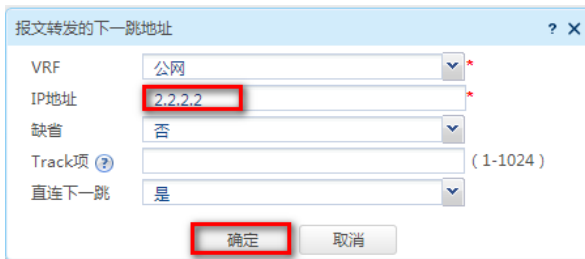 报文转发的下一跳地址 ? X
VRF 公网 *
IP地址 2.2.2.2 *
缺省 否
Track项 ? (1-1024)
直连下一跳 是
确定 取消